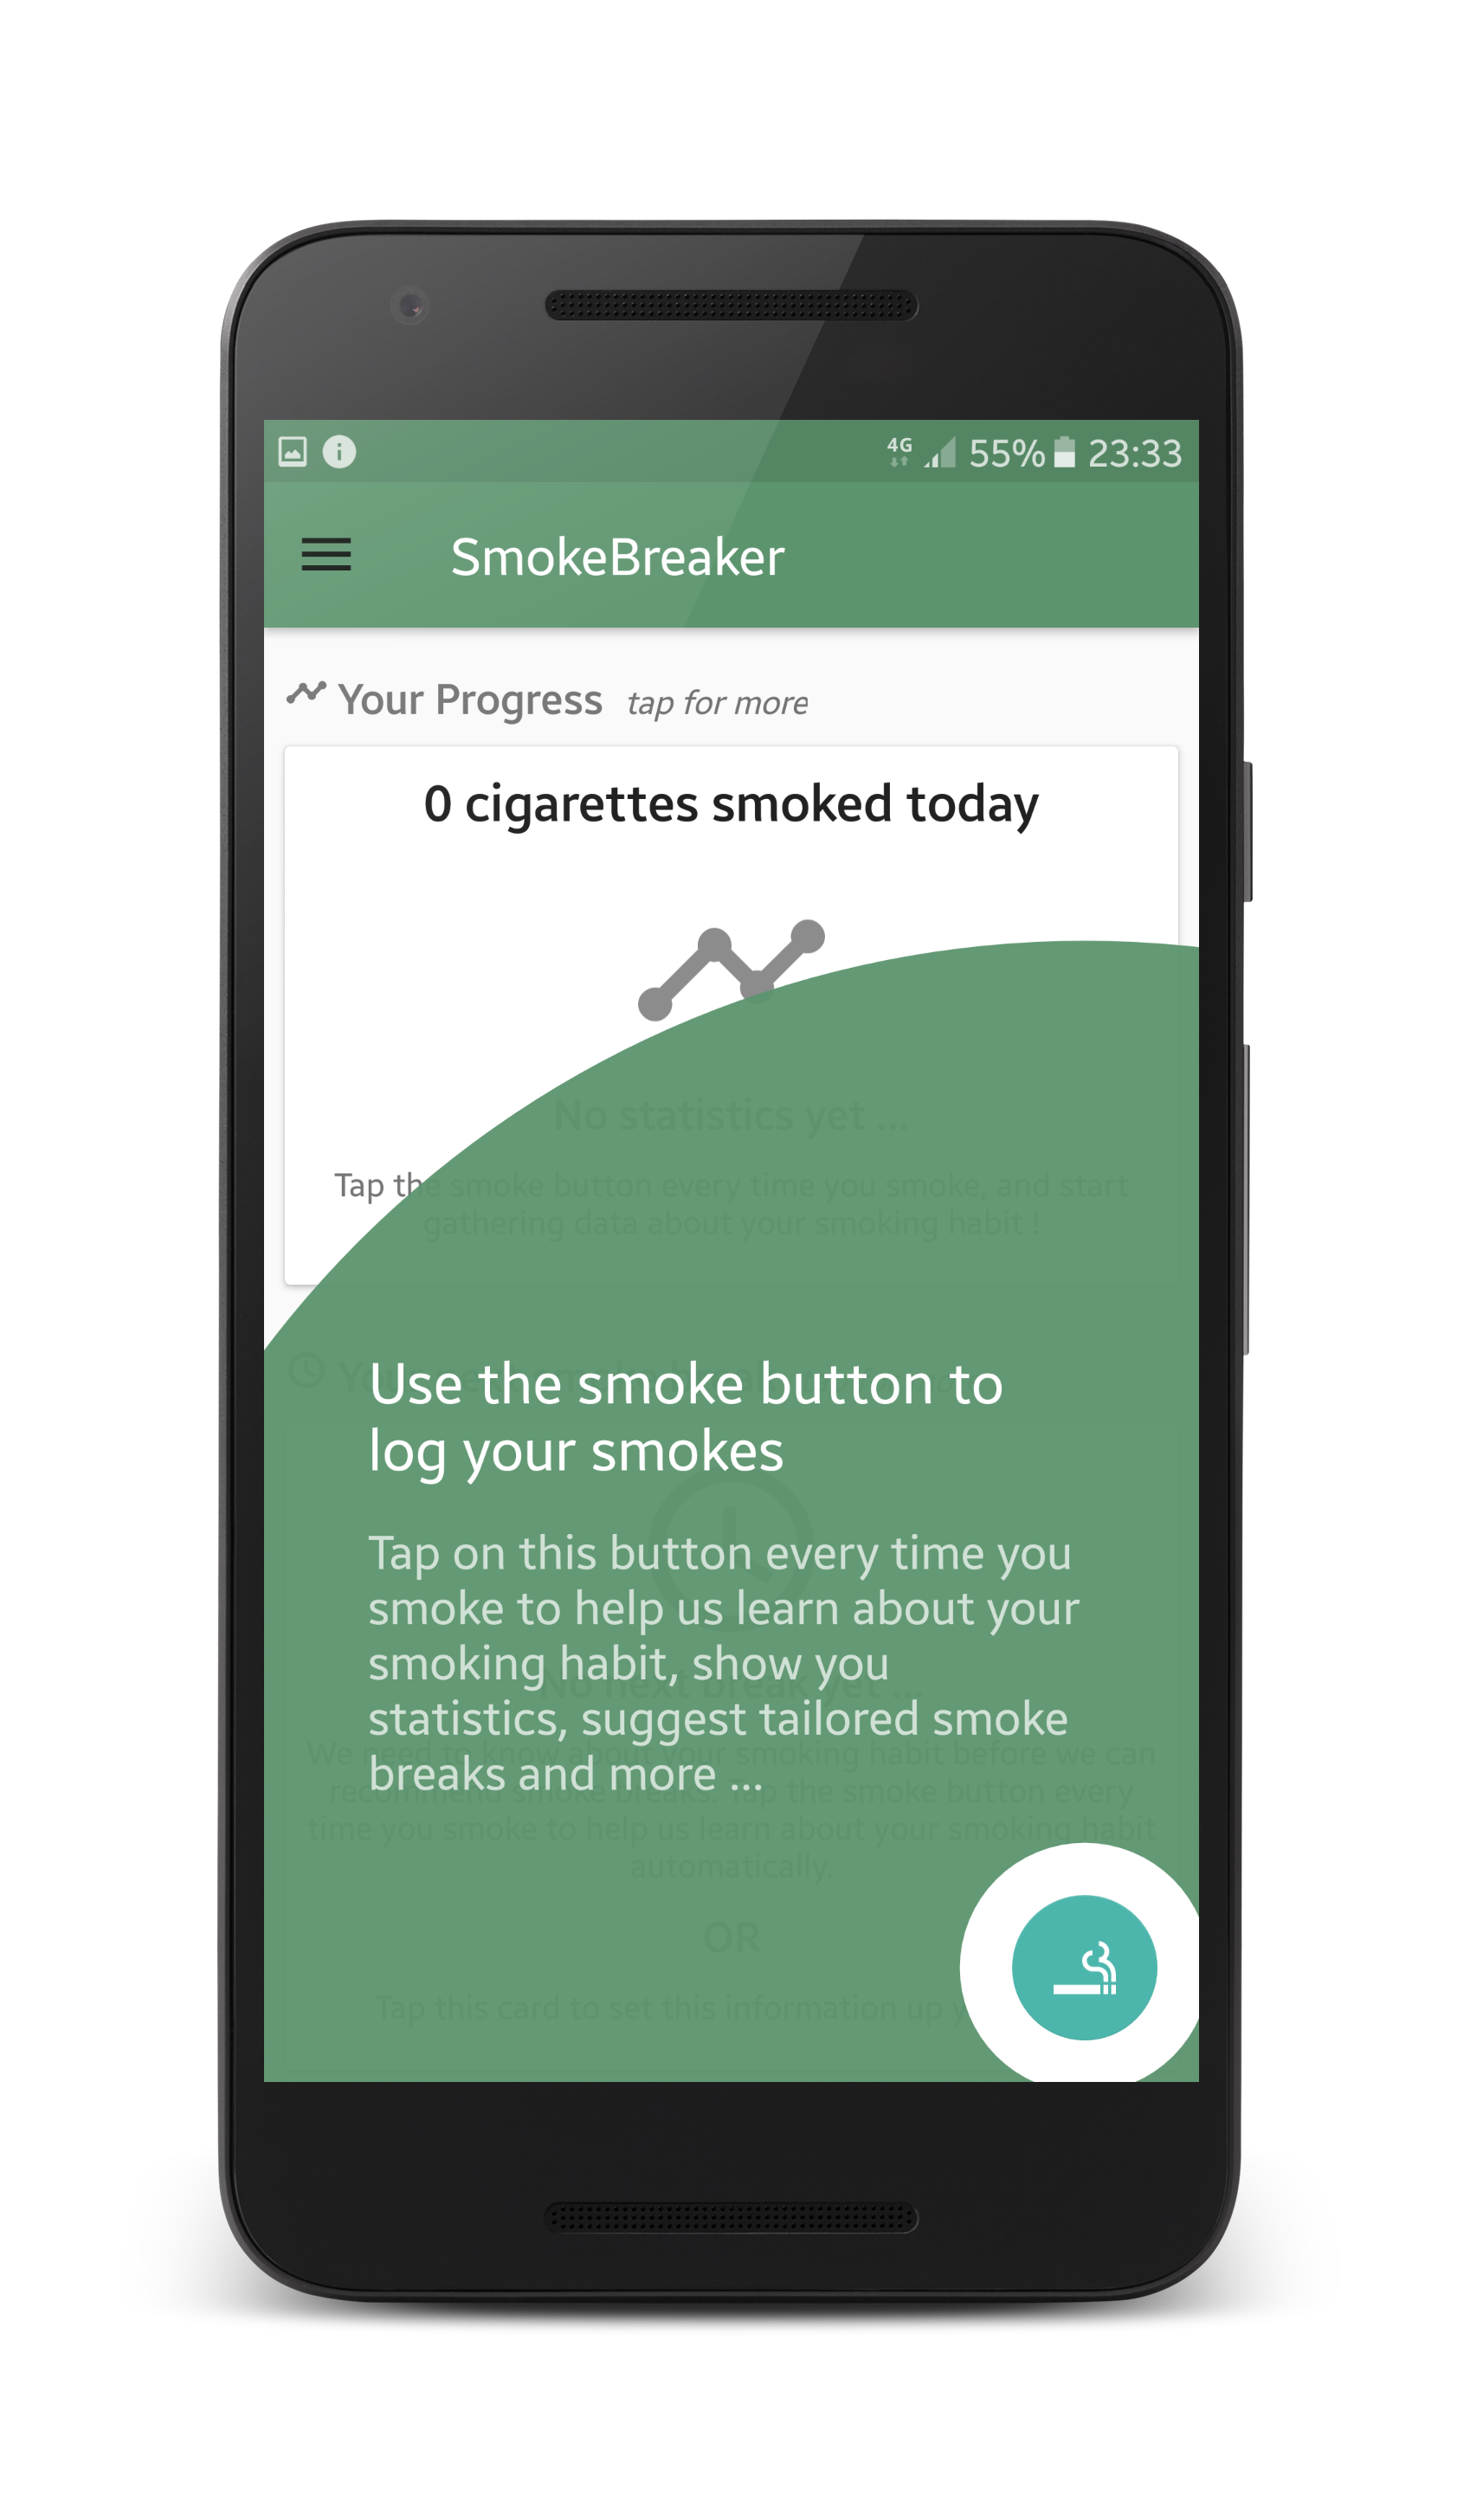 4G 55% 23:33
SmokeBreaker
Your Progress tap for more
0 cigarettes smoked today
No statistics yet ...
Tap the smoke button every time you smoke, and start
gathering data about your smoking habit !
Use the smoke button to
log your smokes
Tap on this button every time you
smoke to help us learn about your
smoking habit, show you
statistics, suggest tailored smoke
breaks and more ...
No next break yet ...
We need to know about your smoking habit before we can
recommend smoke breaks. Tap the smoke button every
time you smoke to help us learn about your smoking habit
automatically.
OR
Tap this card to set this information up